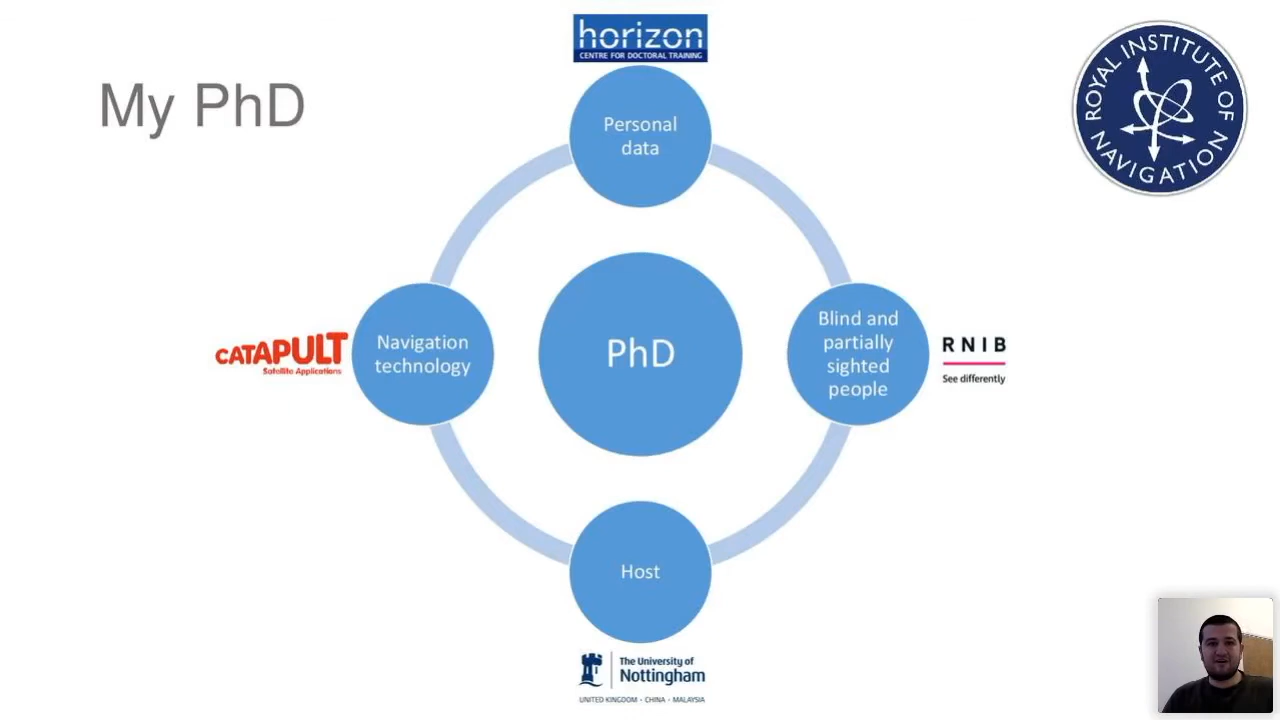 horizon
CENTRE FOR DOCTORAL TRAINING
My PhD
ROYAL INSTITUTE OF NAVIGATION
Personal
data
CATAPULT
Satellite Applications
Navigation
technology
PhD
Blind and
partially
sighted
people
RNIB
See differently
Host
The University of
Nottingham
UNITED KINGDOM · CHINA · MALAYSIA